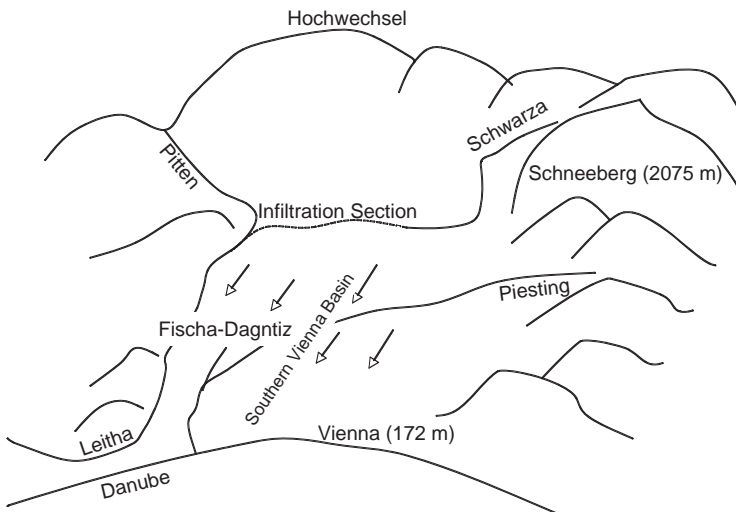 Hochwechsel
Schwarza
Pitten
Schneeberg (2075 m)
Infiltration Section
Piesting
Southern Vienna Basin
Fischa-Dagntiz
Vienna (172 m)
Leitha
Danube